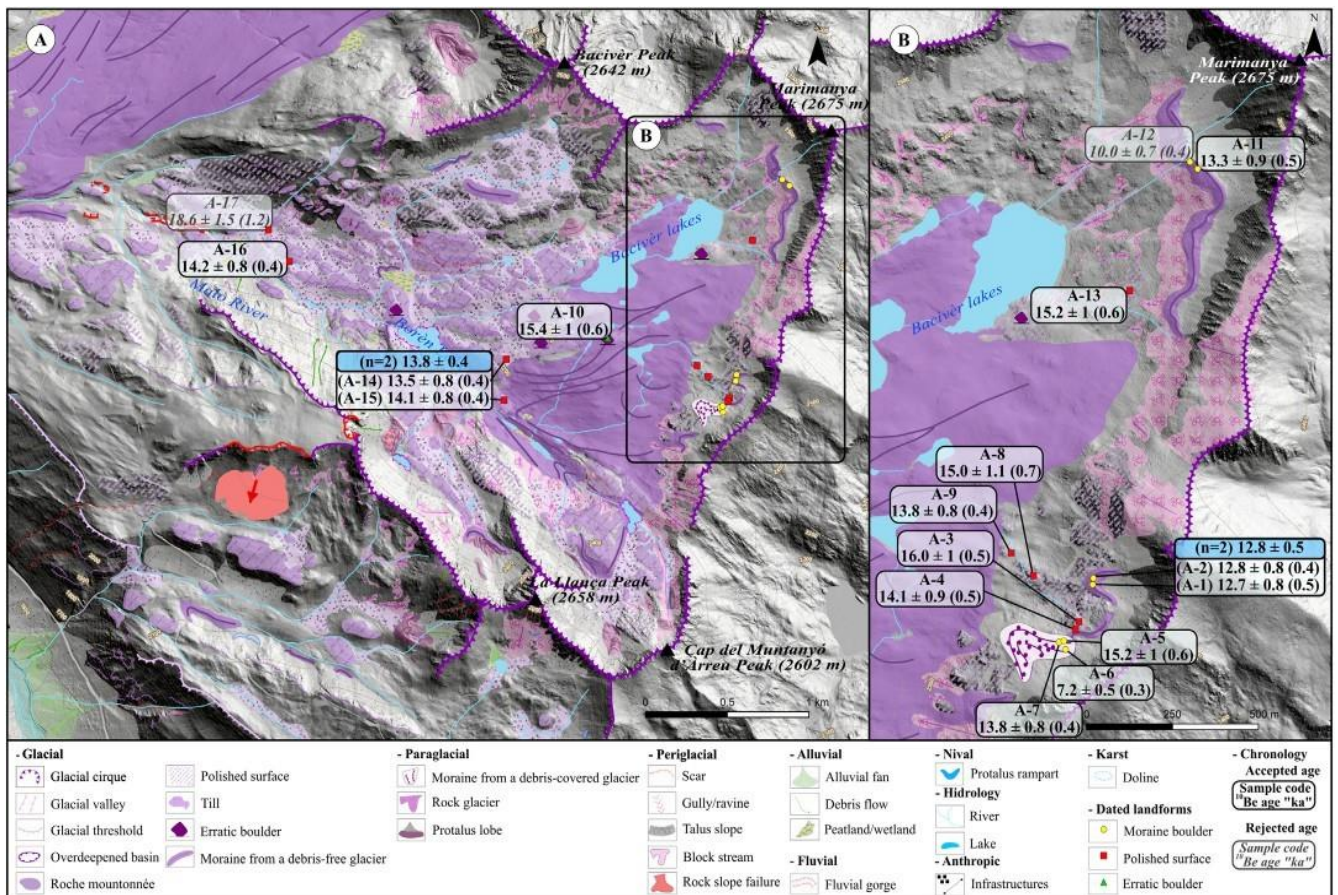 A
Bacivèr Peak
(2642 m)
Marimanya
Peak (2675 m)
B
A-17
18.6 ± 1.5 (1.2)
A-16
14.2 ± 0.8 (0.4)
Bacivèr lakes
A-10
15.4 ± 1 (0.6)
(n=2) 13.8 ± 0.4
(A-14) 13.5 ± 0.8 (0.4)
(A-15) 14.1 ± 0.8 (0.4)
La Llança Peak
(2658 m)
Cap del Muntanyó
d'Àrreu Peak (2602 m)
0 0.5 1 km
B
N
Marimanya
Peak (2675 m)
A-12
10.0 ± 0.7 (0.4)
A-11
13.3 ± 0.9 (0.5)
Bacivèr lakes
A-13
15.2 ± 1 (0.6)
A-8
15.0 ± 1.1 (0.7)
A-9
13.8 ± 0.8 (0.4)
A-3
16.0 ± 1 (0.5)
A-4
14.1 ± 0.9 (0.5)
(n=2) 12.8 ± 0.5
(A-2) 12.8 ± 0.8 (0.4)
(A-1) 12.7 ± 0.8 (0.5)
A-5
15.2 ± 1 (0.6)
A-6
7.2 ± 0.5 (0.3)
A-7
13.8 ± 0.8 (0.4)
250 500 m
- Glacial
Glacial cirque
Glacial valley
Glacial threshold
Overdeepened basin
Roche mountonnée
Polished surface
Till
Erratic boulder
Moraine from a debris-free glacier
- Paraglacial
Moraine from a debris-covered glacier
Rock glacier
Protalus lobe
- Periglacial
Scar
Gully/ravine
Talus slope
Block stream
Rock slope failure
- Alluvial
Alluvial fan
Debris flow
Peatland/wetland
- Fluvial
Fluvial gorge
- Nival
Protalus rampart
- Hidrology
River
Lake
- Anthropic
Infrastructures
- Karst
Doline
- Dated landforms
Moraine boulder
Polished surface
Erratic boulder
- Chronology
Accepted age
Sample code
¹⁰Be age "ka"
Rejected age
Sample code
¹⁰Be age "ka"